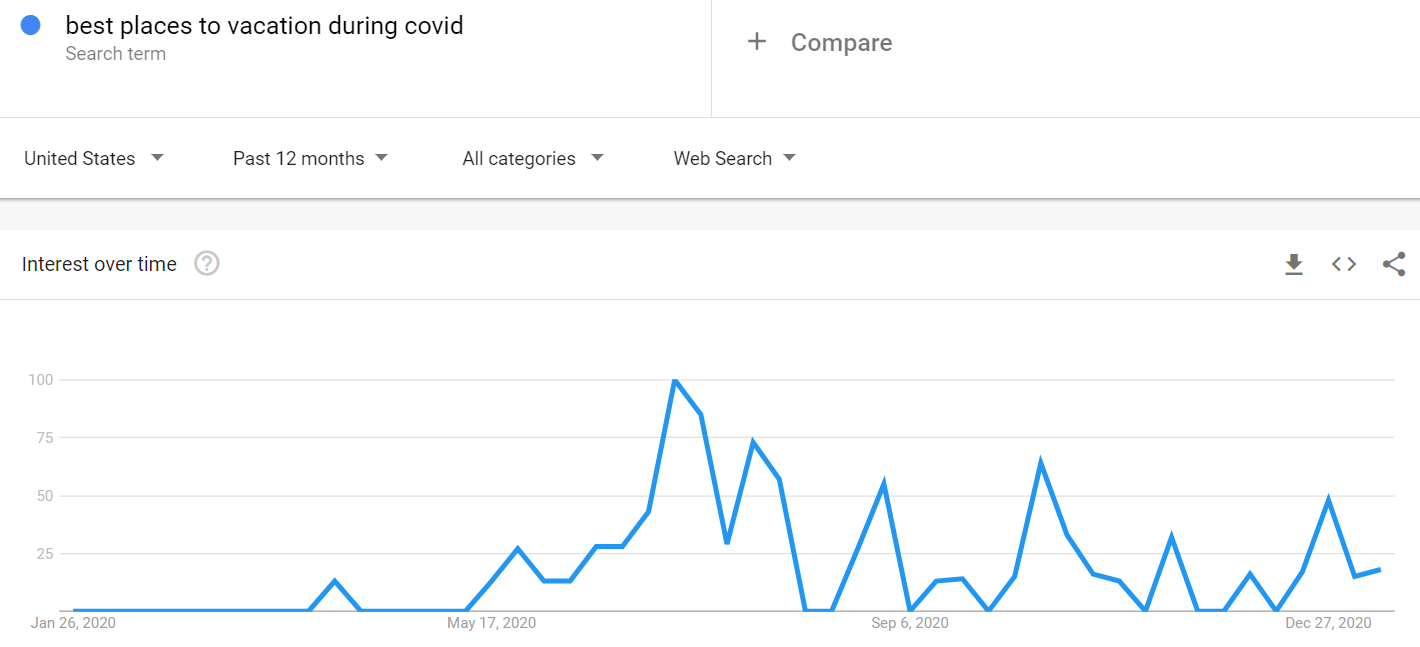 best places to vacation during covid
Search term
+ Compare
United States
Past 12 months
All categories
Web Search
Interest over time ?
100
75
50
25
Jan 26, 2020
May 17, 2020
Sep 6, 2020
Dec 27, 2020